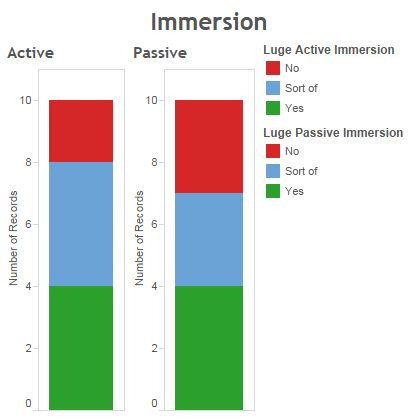 Immersion
Active
Number of Records
10
8
6
4
2
0
Passive
Number of Records
10
8
6
4
2
0
Luge Active Immersion
No
Sort of
Yes
Luge Passive Immersion
No
Sort of
Yes